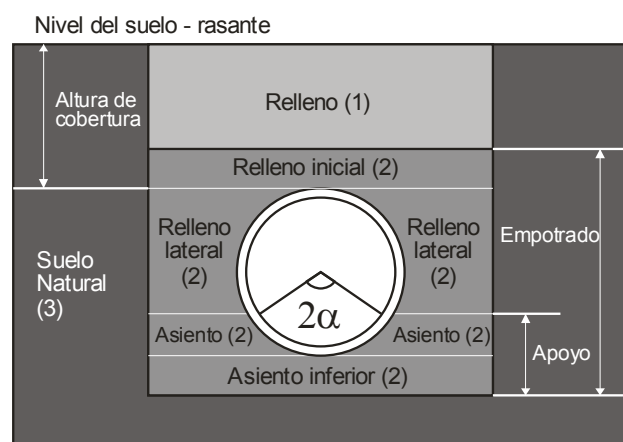 Nivel del suelo - rasante
Altura de
cobertura
Relleno (1)
Relleno inicial (2)
Relleno
lateral
(2)
Relleno
lateral
(2)
Empotrado
Suelo
Natural
(3)
2α
Asiento (2)
Asiento (2)
Apoyo
Asiento inferior (2)